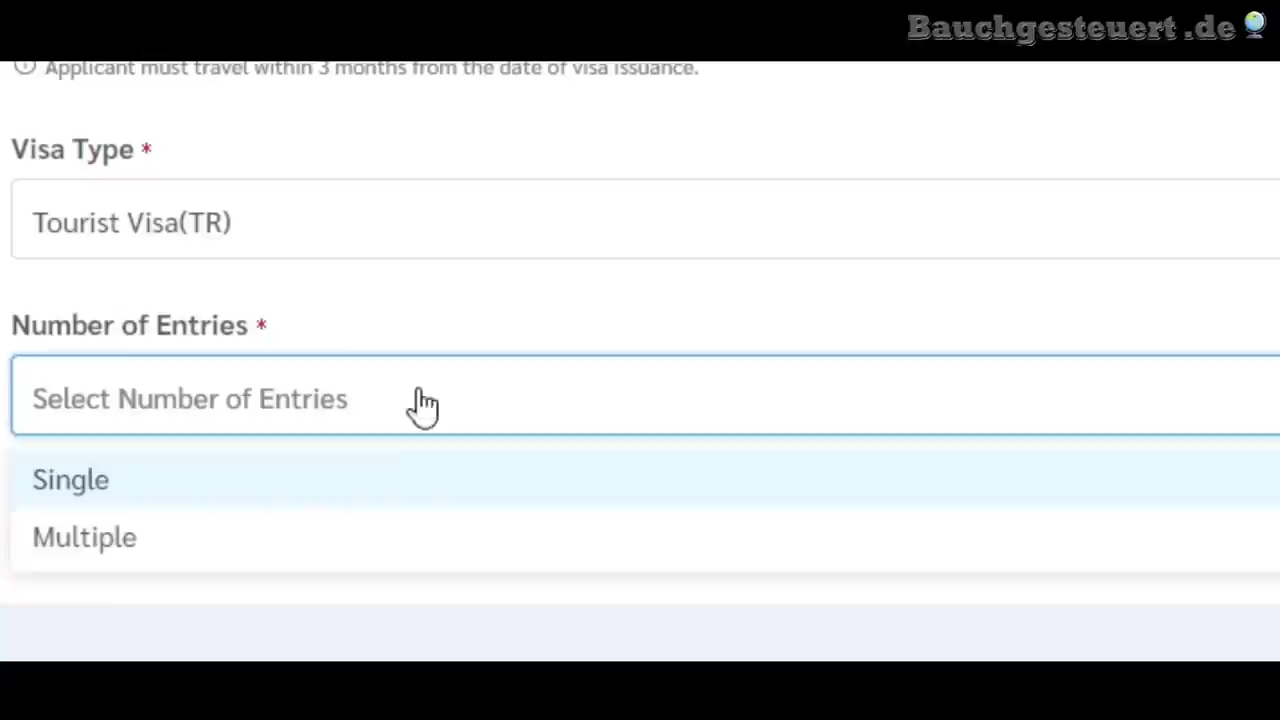 Bauchgesteuert.de
Applicant must travel within 3 months from the date of visa issuance.
Visa Type *
Tourist Visa(TR)
Number of Entries *
Select Number of Entries
Single
Multiple